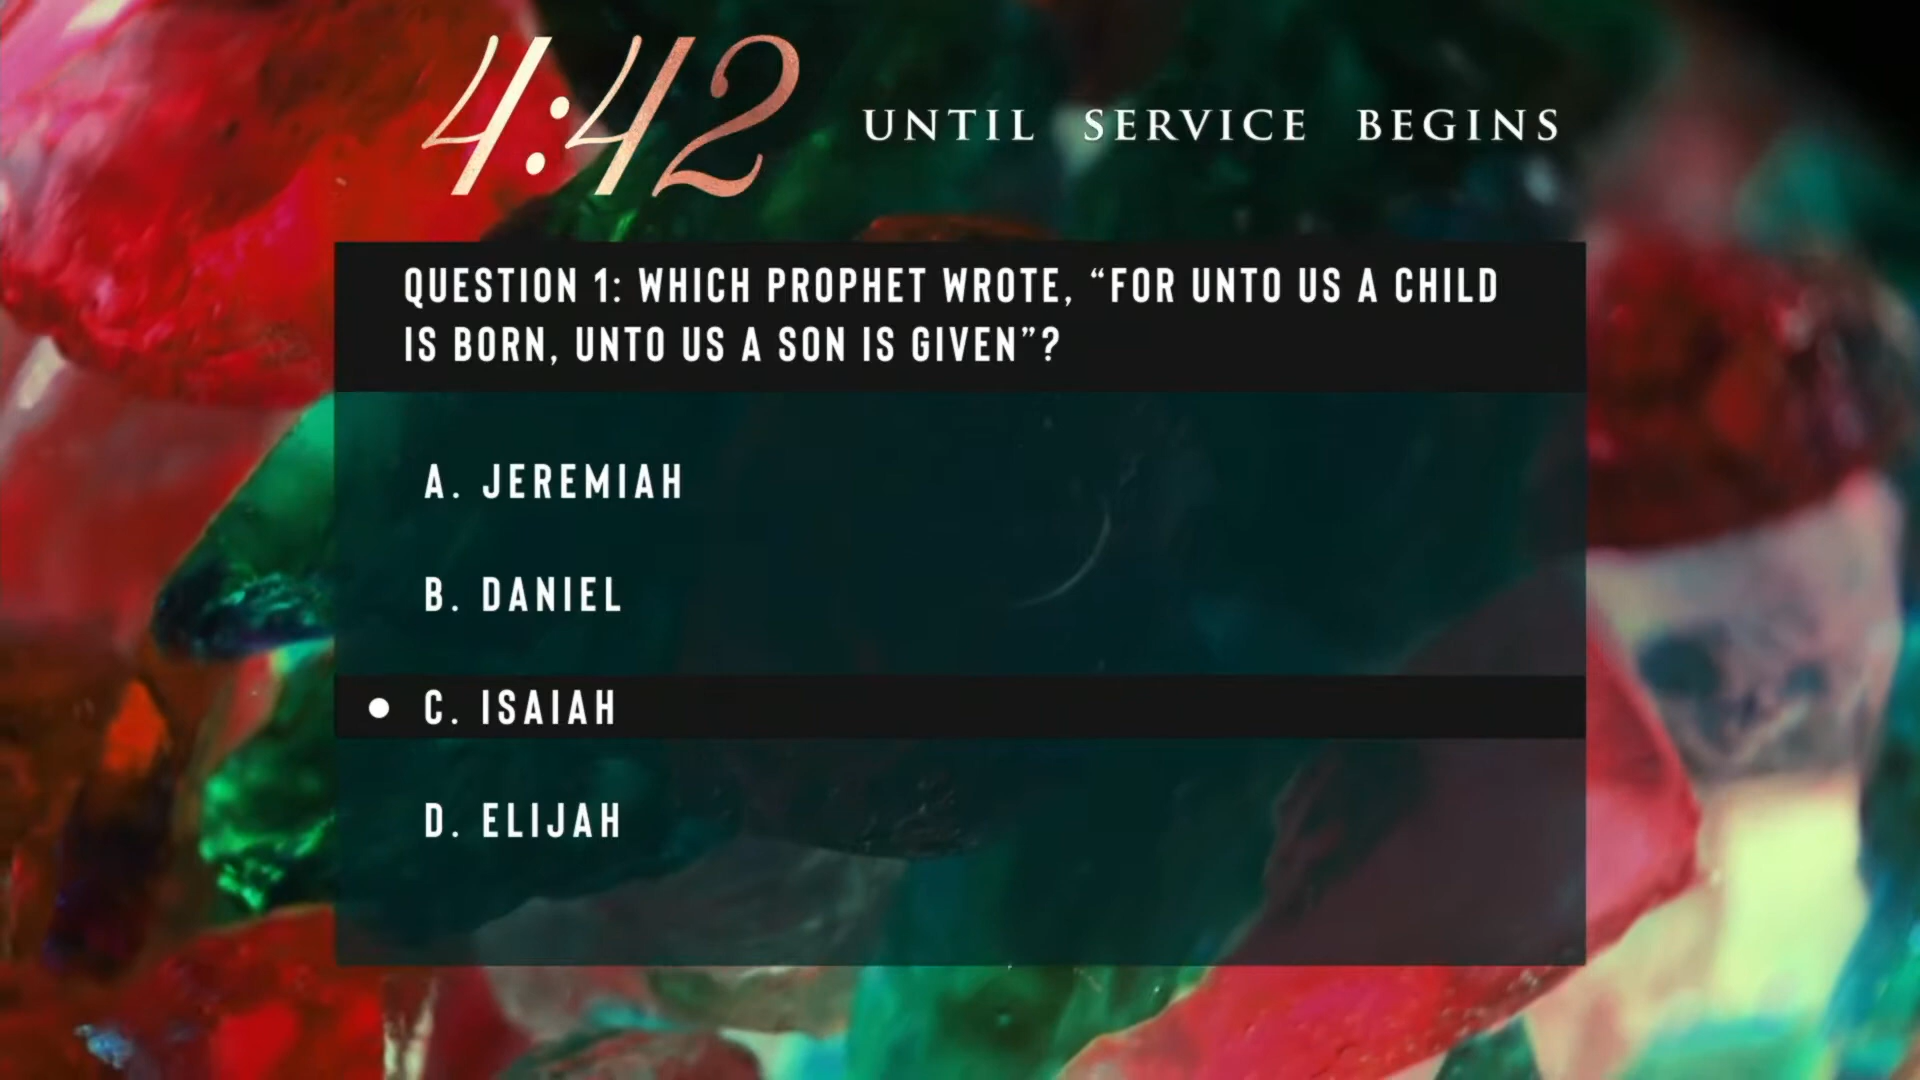 4:42 UNTIL SERVICE BEGINS
QUESTION 1: WHICH PROPHET WROTE, “FOR UNTO US A CHILD
IS BORN, UNTO US A SON IS GIVEN”?
A. JEREMIAH
B. DANIEL
C. ISAIAH
D. ELIJAH